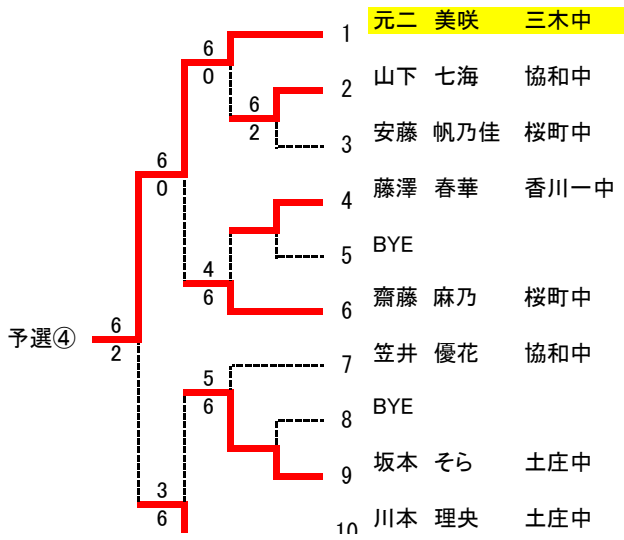 1 元二 美咲 三木中
6
0
2 山下 七海 協和中
6
2
3 安藤 帆乃佳 桜町中
6
0
4 藤澤 春華 香川一中
5 BYE
4
6
6 齋藤 麻乃 桜町中
予選④
6
2
7 笠井 優花 協和中
5
6
8 BYE
9 坂本 そら 土庄中
3
6
10 川本 理央 土庄中